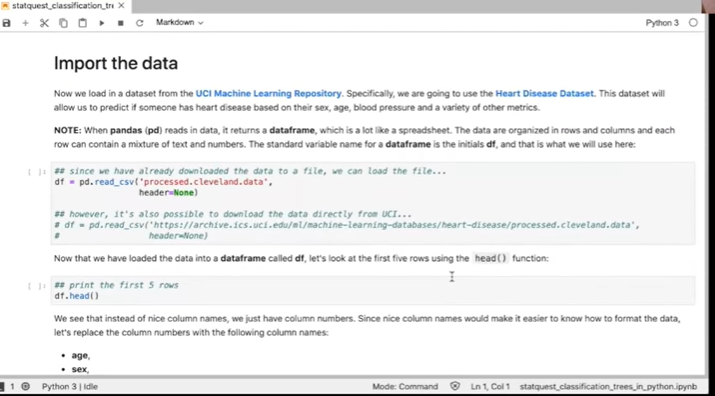 statquest_classification_tre
Markdown
Python 3
Import the data
Now we load in a dataset from the UCI Machine Learning Repository. Specifically, we are going to use the Heart Disease Dataset. This dataset will
allow us to predict if someone has heart disease based on their sex, age, blood pressure and a variety of other metrics.
NOTE: When pandas (pd) reads in data, it returns a dataframe, which is a lot like a spreadsheet. The data are organized in rows and columns and each
row can contain a mixture of text and numbers. The standard variable name for a dataframe is the initials df, and that is what we will use here:
[ ]: ## since we have already downloaded the data to a file, we can load the file...
df = pd.read_csv('processed.cleveland.data',
header=None)
## however, it's also possible to download the data directly from UCI...
# df = pd.read_csv('https://archive.ics.uci.edu/ml/machine-learning-databases/heart-disease/processed.cleveland.data',
# header=None)
Now that we have loaded the data into a dataframe called df, let's look at the first five rows using the head() function:
[ ]: ## print the first 5 rows
df.head()
We see that instead of nice column names, we just have column numbers. Since nice column names would make it easier to know how to format the data,
let's replace the column numbers with the following column names:
• age,
• sex,
1 Python 3 | Idle Mode: Command Ln 1, Col 1 statquest_classification_trees_in_python.ipynb